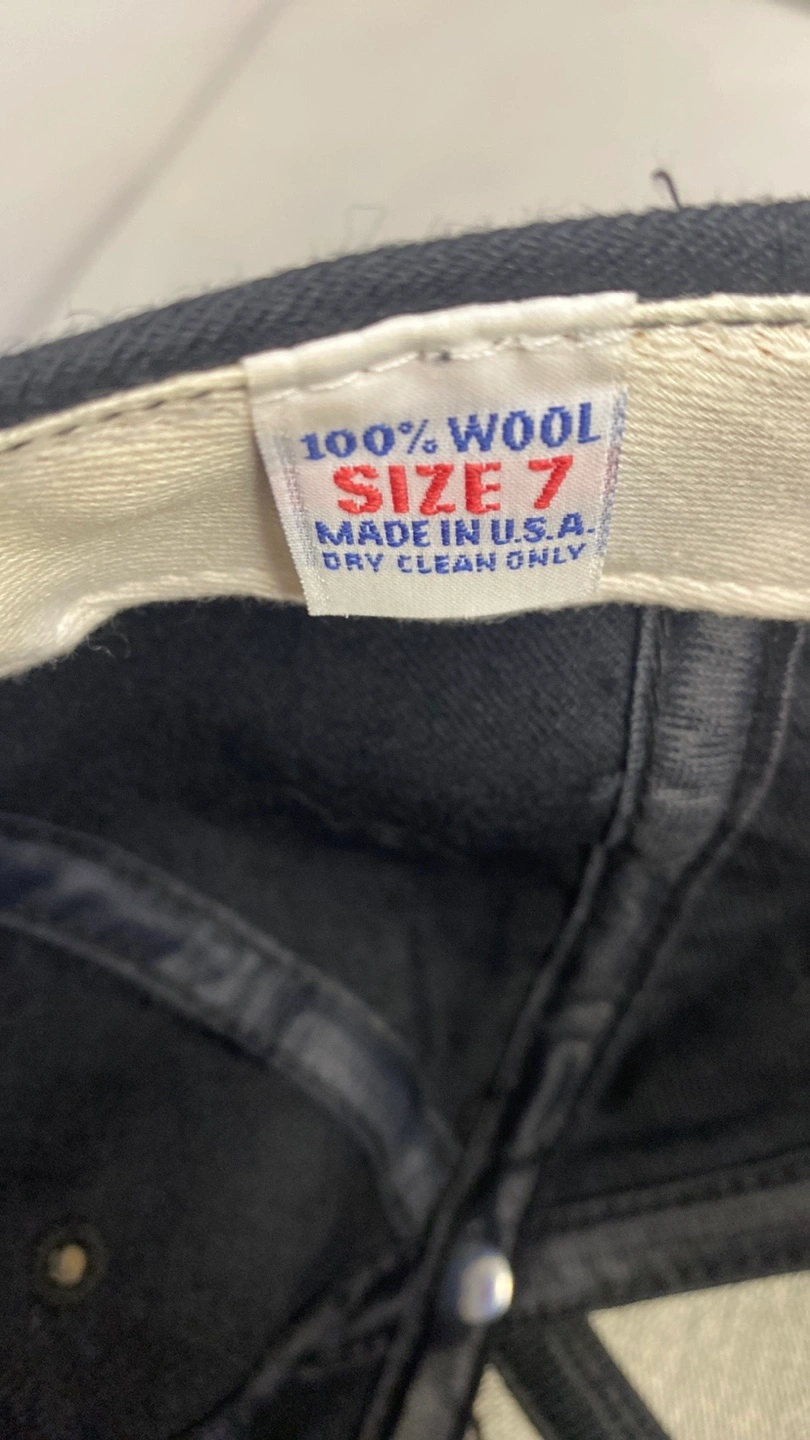 100% WOOL
SIZE 7
MADE IN U.S.A.
DRY CLEAN ONLY